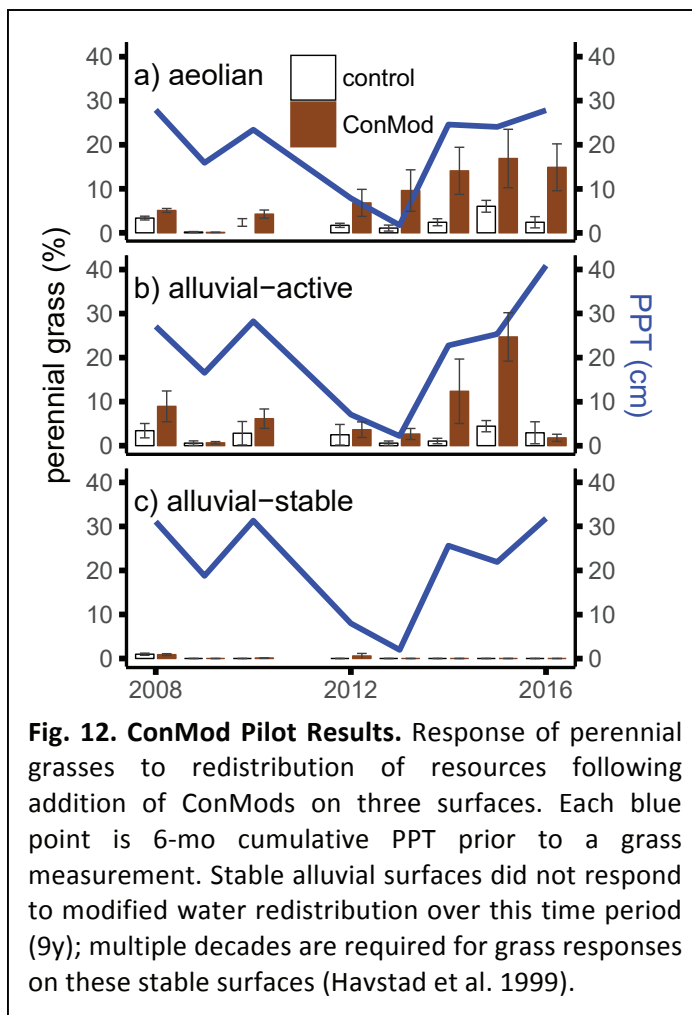 a) aeolian
control
ConMod
40
30
20
10
0
40
30
20
10
0
b) alluvial−active
40
30
20
10
0
40
30
20
10
0
c) alluvial−stable
40
30
20
10
0
40
30
20
10
0
perennial grass (%)
PPT (cm)
2008
2012
2016
Fig. 12. ConMod Pilot Results. Response of perennial
grasses to redistribution of resources following
addition of ConMods on three surfaces. Each blue
point is 6-mo cumulative PPT prior to a grass
measurement. Stable alluvial surfaces did not respond
to modified water redistribution over this time period
(9y); multiple decades are required for grass responses
on these stable surfaces (Havstad et al. 1999).